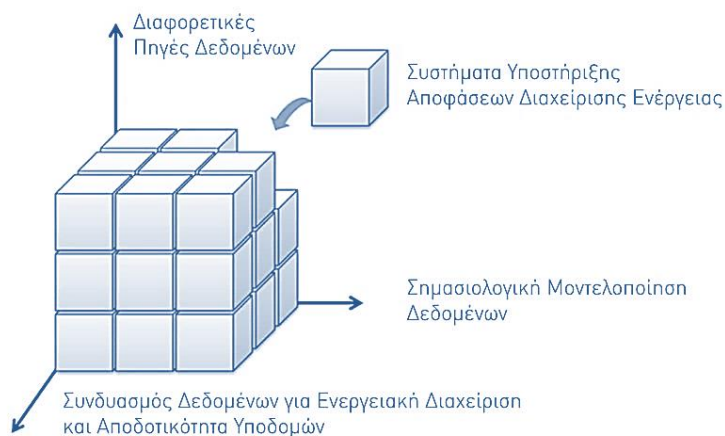 Διαφορετικές
Πηγές Δεδομένων
Συστήματα Υποστήριξης
Αποφάσεων Διαχείρισης Ενέργειας
Σημασιολογική Μοντελοποίηση
Δεδομένων
Συνδυασμός Δεδομένων για Ενεργειακή Διαχείριση
και Αποδοτικότητα Υποδομών